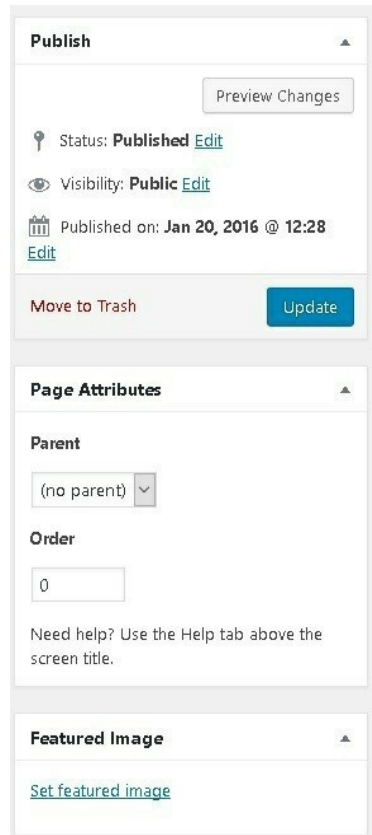 Publish
Preview Changes
Status: Published Edit
Visibility: Public Edit
Published on: Jan 20, 2016 @ 12:28
Edit
Move to Trash
Update
Page Attributes
Parent
(no parent)
Order
0
Need help? Use the Help tab above the
screen title.
Featured Image
Set featured image